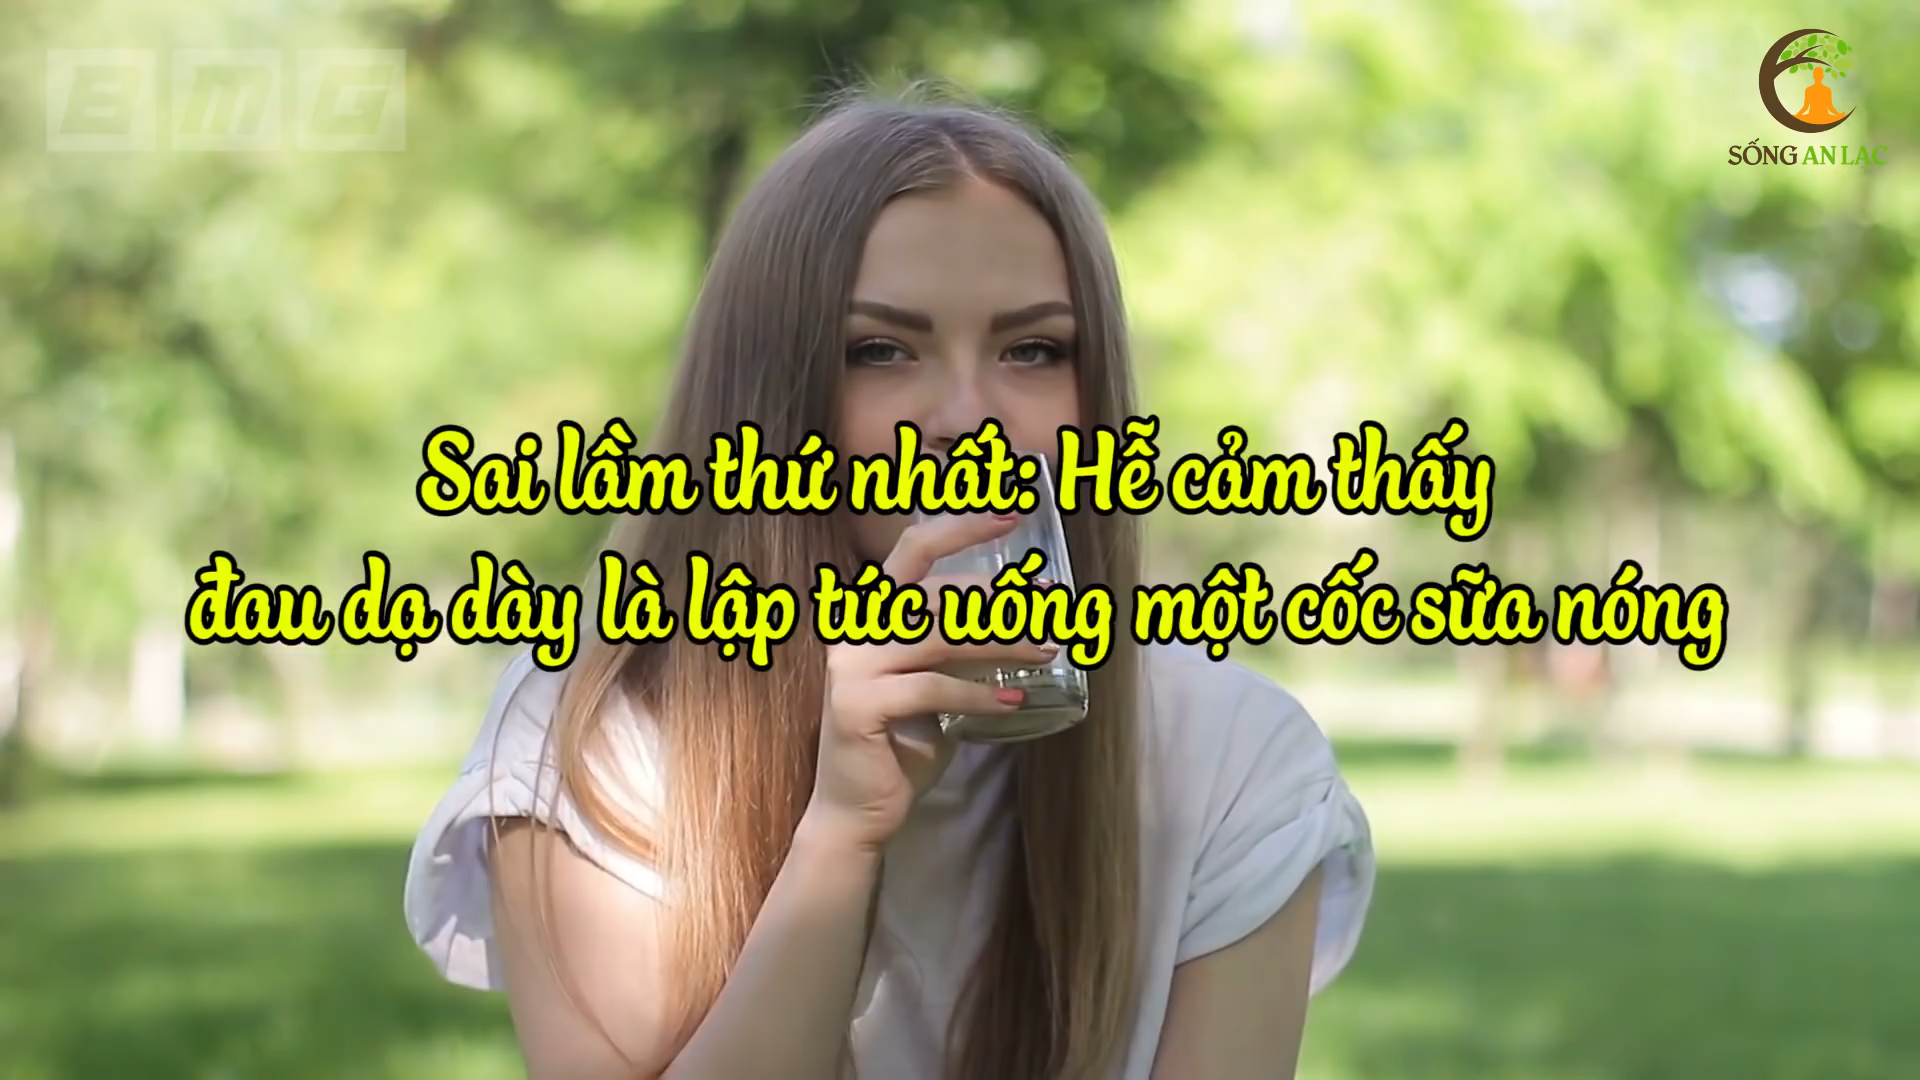 BMG
SỐNG AN LẠC
Sai lầm thứ nhất: Hễ cảm thấy
đau dạ dày là lập tức uống một cốc sữa nóng